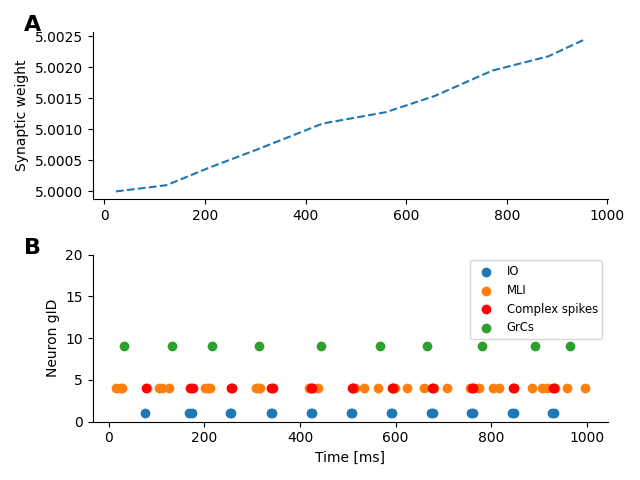 A
5.0025
5.0020
5.0015
5.0010
5.0005
5.0000
Synaptic weight
0 200 400 600 800 1000
B
20
15
10
5
0
Neuron gID
IO
MLI
Complex spikes
GrCs
0 200 400 600 800 1000
Time [ms]